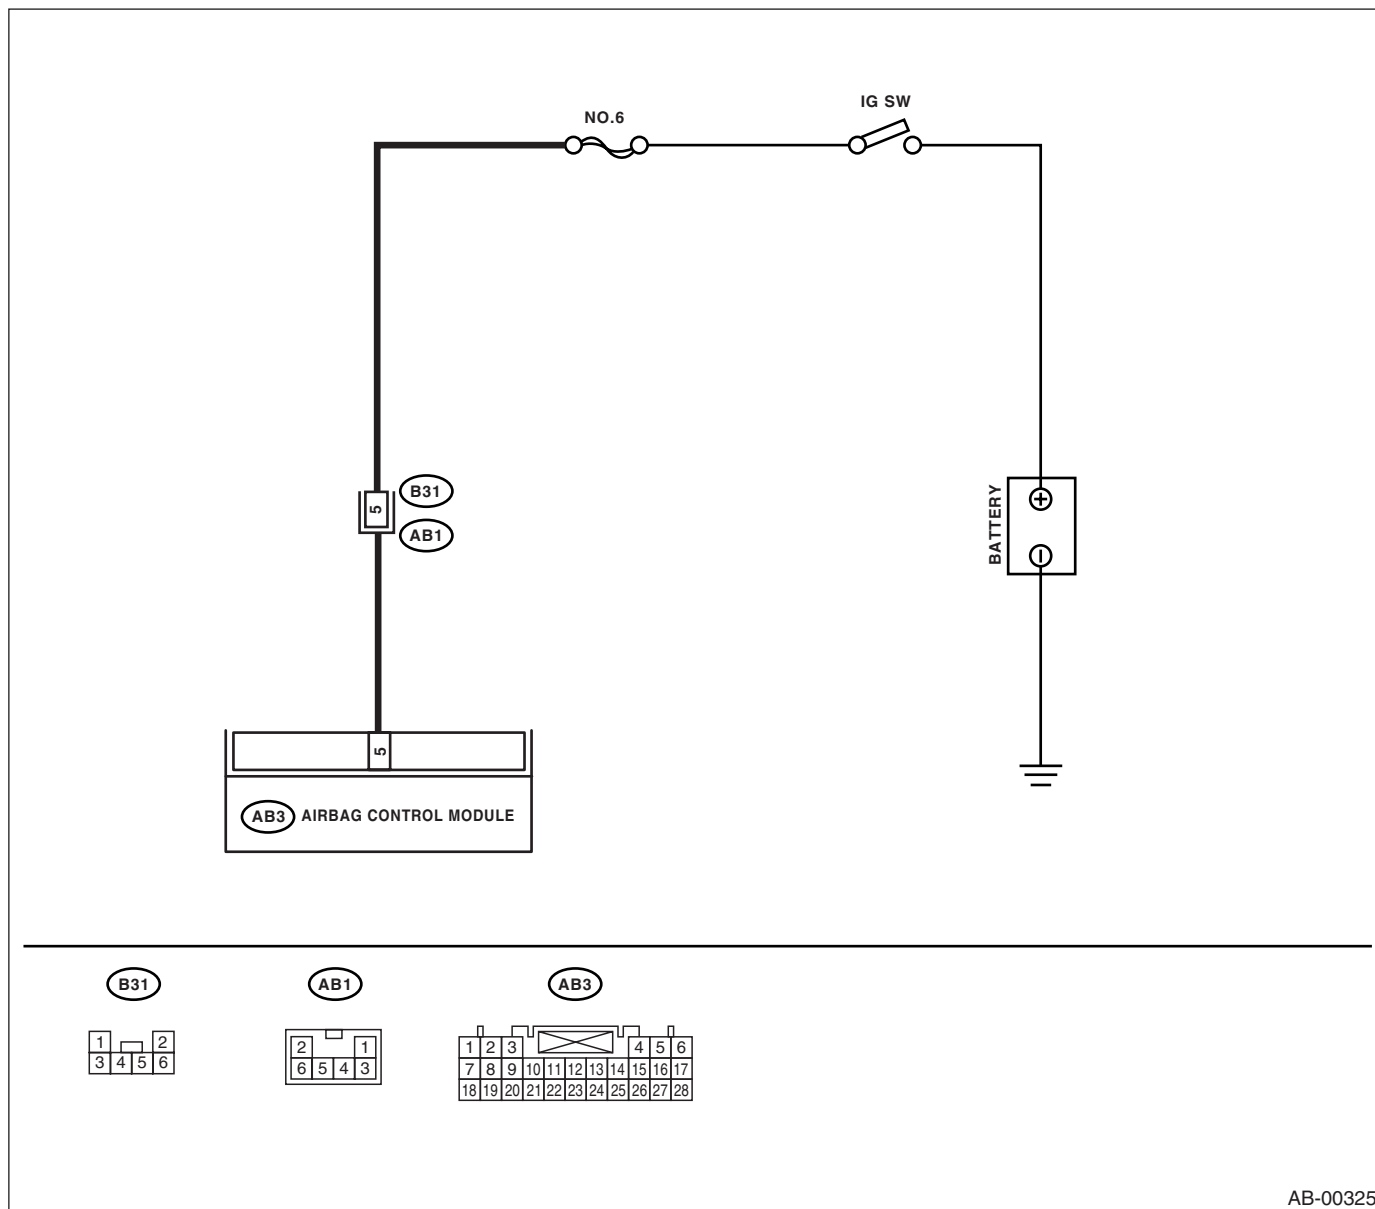 IG SW
NO.6
B31
5
AB1
BATTERY
+
−
5
AB3 AIRBAG CONTROL MODULE
B31
AB1
AB3
1 2
3 4 5 6
2 1
6 5 4 3
1 2 3 4 5 6
7 8 9 10 11 12 13 14 15 16 17
18 19 20 21 22 23 24 25 26 27 28
AB-00325